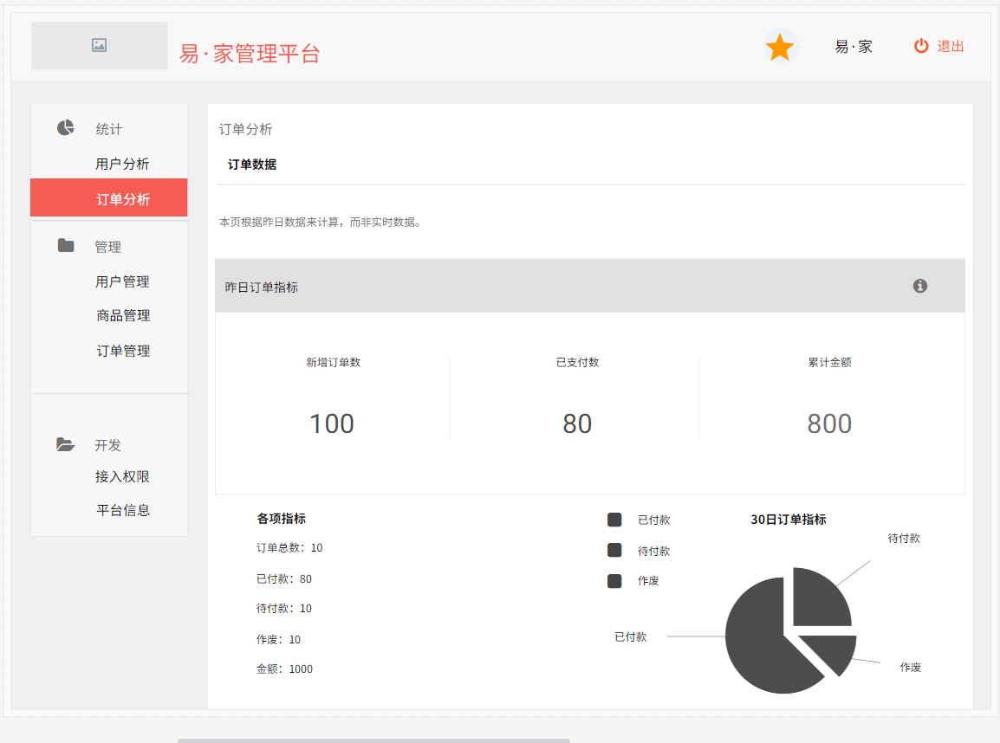 易·家管理平台
易·家
退出
统计
用户分析
订单分析
管理
用户管理
商品管理
订单管理
开发
接入权限
平台信息
订单分析
订单数据
本页根据昨日数据来计算，而非实时数据。
昨日订单指标
新增订单数
已支付数
累计金额
100
80
800
各项指标
订单总数：10
已付款：80
待付款：10
作废：10
金额：1000
已付款
待付款
作废
30日订单指标
待付款
已付款
作废